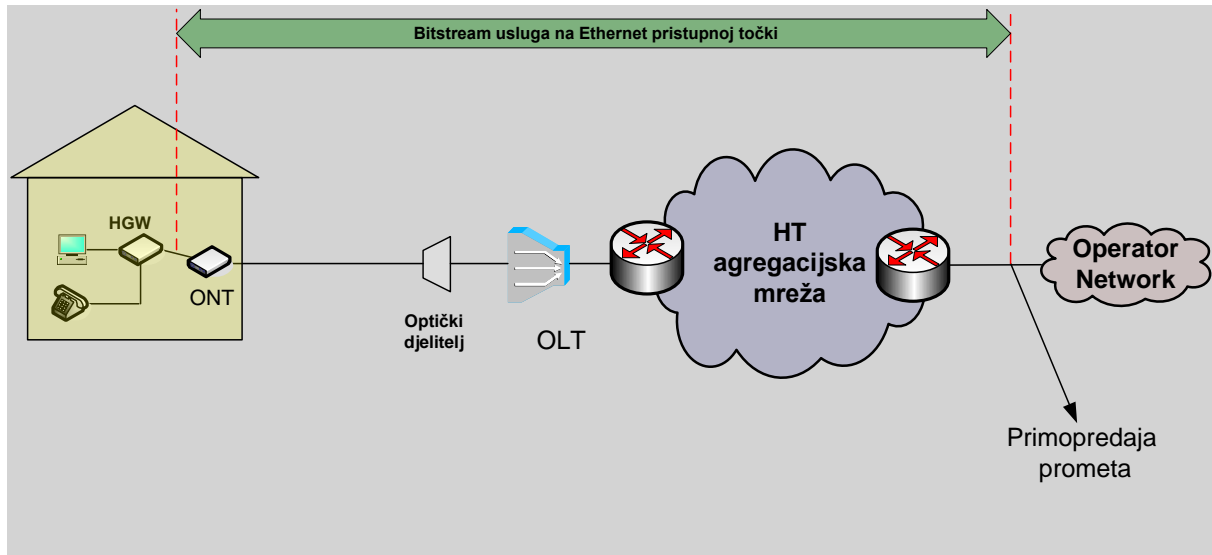 Bitstream usluga na Ethernet pristupnoj točki
HGW
ONT
Optički
djelitelj
OLT
HT
agregacijska
mreža
Operator
Network
Primopredaja
prometa